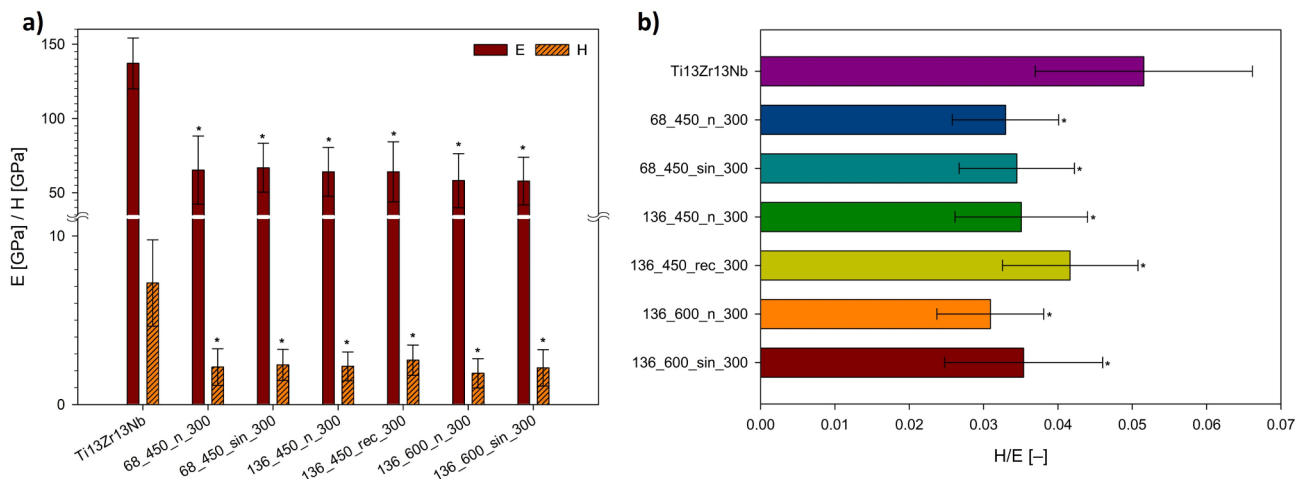 a)
E [GPa] / H [GPa]
150
100
50
10
0
E
H
*
*
*
*
*
*
*
*
*
*
*
*
Ti13Zr13Nb
68_450_n_300
68_450_sin_300
136_450_n_300
136_450_rec_300
136_600_n_300
136_600_sin_300
b)
Ti13Zr13Nb
68_450_n_300
*
68_450_sin_300
*
136_450_n_300
*
136_450_rec_300
*
136_600_n_300
*
136_600_sin_300
*
0.00 0.01 0.02 0.03 0.04 0.05 0.06 0.07
H/E [–]